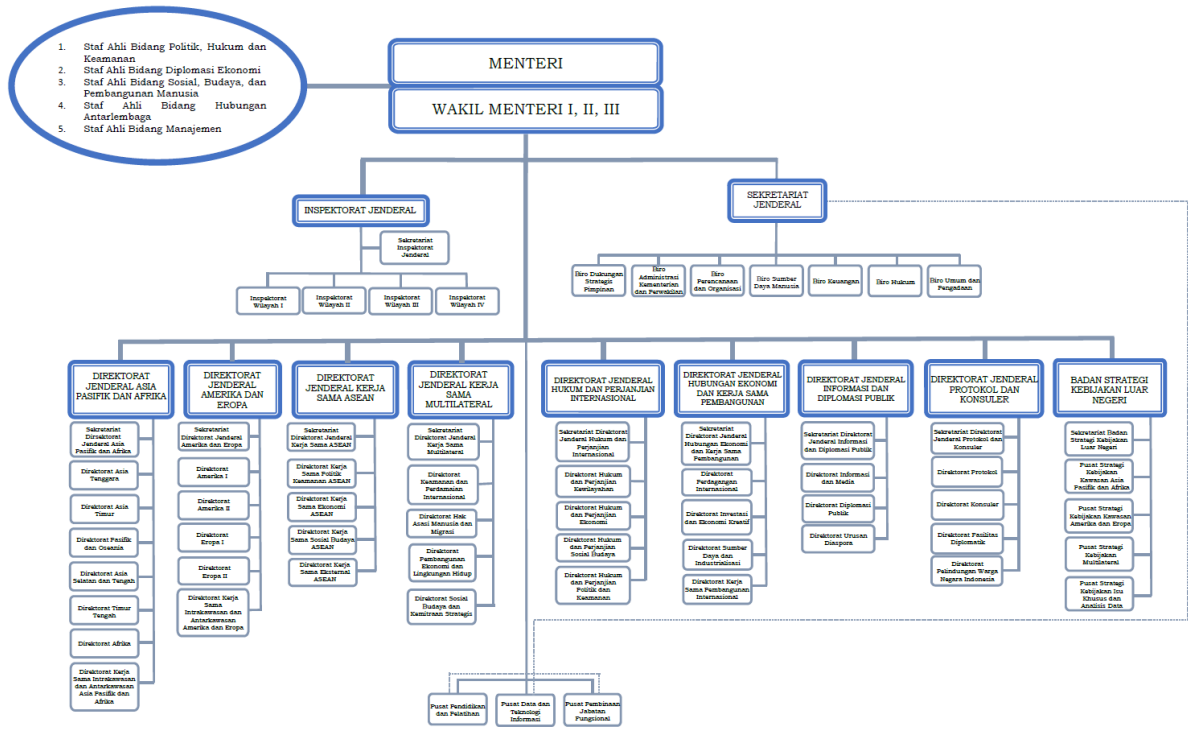 1. Staf Ahli Bidang Politik, Hukum dan
Keamanan
2. Staf Ahli Bidang Diplomasi Ekonomi
3. Staf Ahli Bidang Sosial, Budaya, dan
Pembangunan Manusia
4. Staf Ahli Bidang Hubungan
Antarlembaga
5. Staf Ahli Bidang Manajemen
MENTERI
WAKIL MENTERI I, II, III
INSPEKTORAT JENDERAL
SEKRETARIAT
JENDERAL
Sekretariat
Inspektorat
Jenderal
Inspektorat
Wilayah I
Inspektorat
Wilayah II
Inspektorat
Wilayah III
Inspektorat
Wilayah IV
Biro Dukungan
Strategis
Pimpinan
Biro
Administrasi
Kementerian
dan Perwakilan
Biro
Perencanaan
dan Organisasi
Biro Sumber
Daya Manusia
Biro Keuangan
Biro Hukum
Biro Umum dan
Pengadaan
DIREKTORAT
JENDERAL ASIA
PASIFIK DAN AFRIKA
Sekretariat
Dirsektorat
Jenderal Asia
Pasifik dan Afrika
Direktorat Asia
Tenggara
Direktorat Asia
Timur
Direktorat Pasifik
dan Oseania
Direktorat Asia
Selatan dan Tengah
Direktorat Timur
Tengah
Direktorat Afrika
Direktorat Kerja
Sama Intrakawasan
dan Antarkawasan
Asia Pasifik dan
Afrika
DIREKTORAT
JENDERAL
AMERIKA DAN
EROPA
Sekretariat
Direktorat Jenderal
Amerika dan Eropa
Direktorat
Amerika I
Direktorat
Amerika II
Direktorat
Eropa I
Direktorat
Eropa II
Direktorat Kerja
Sama
Intrakawasan dan
Antarkawasan
Amerika dan Eropa
DIREKTORAT
JENDERAL KERJA
SAMA ASEAN
Sekretariat
Direktorat Jenderal
Kerja Sama ASEAN
Direktorat Kerja
Sama Politik
Keamanan ASEAN
Direktorat Kerja
Sama Ekonomi
ASEAN
Direktorat Kerja
Sama Sosial Budaya
ASEAN
Direktorat Kerja
Sama Eksternal
ASEAN
DIREKTORAT
JENDERAL KERJA
SAMA
MULTILATERAL
Sekretariat
Direktorat Jenderal
Kerja Sama
Multilateral
Direktorat
Keamanan dan
Perdamaian
Internasional
Direktorat Hak
Asasi Manusia dan
Migrasi
Direktorat
Pembangunan
Ekonomi dan
Lingkungan Hidup
Direktorat Sosial
Budaya dan
Kemitraan Strategis
DIREKTORAT JENDERAL
HUKUM DAN PERJANJIAN
INTERNASIONAL
Sekretariat Direktorat
Jenderal Hukum dan
Perjanjian
Internasional
Direktorat Hukum
dan Perjanjian
Kewilayahan
Direktorat Hukum
dan Perjanjian
Ekonomi
Direktorat Hukum
dan Perjanjian
Sosial Budaya
Direktorat Hukum
dan Perjanjian
Politik dan
Keamanan
DIREKTORAT JENDERAL
HUBUNGAN EKONOMI
DAN KERJA SAMA
PEMBANGUNAN
Sekretariat
Direktorat Jenderal
Hubungan Ekonomi
dan Kerja Sama
Pembangunan
Direktorat
Perdagangan
Internasional
Direktorat Investasi
dan Ekonomi Kreatif
Direktorat Sumber
Daya dan
Industrialisasi
Direktorat Kerja
Sama Pembangunan
Internasional
DIREKTORAT JENDERAL
INFORMASI DAN
DIPLOMASI PUBLIK
Sekretariat Direktorat
Jenderal Informasi
dan Diplomasi Publik
Direktorat Informasi
dan Media
Direktorat Diplomasi
Publik
Direktorat Urusan
Diaspora
DIREKTORAT JENDERAL
PROTOKOL DAN
KONSULER
Sekretariat Direktorat
Jenderal Protokol dan
Konsuler
Direktorat Protokol
Direktorat Konsuler
Direktorat Fasilitas
Diplomatik
Direktorat
Pelindungan Warga
Negara Indonesia
BADAN STRATEGI
KEBIJAKAN LUAR
NEGERI
Sekretariat Badan
Strategi Kebijakan
Luar Negeri
Pusat Strategi
Kebijakan
Kawasan Asia
Pasifik dan Afrika
Pusat Strategi
Kebijakan Kawasan
Amerika dan Eropa
Pusat Strategi
Kebijakan
Multilateral
Pusat Strategi
Kebijakan Isu
Khusus dan
Analisis Data
Pusat Pendidikan
dan Pelatihan
Pusat Data dan
Teknologi
Informasi
Pusat Pembinaan
Jabatan
Fungsional